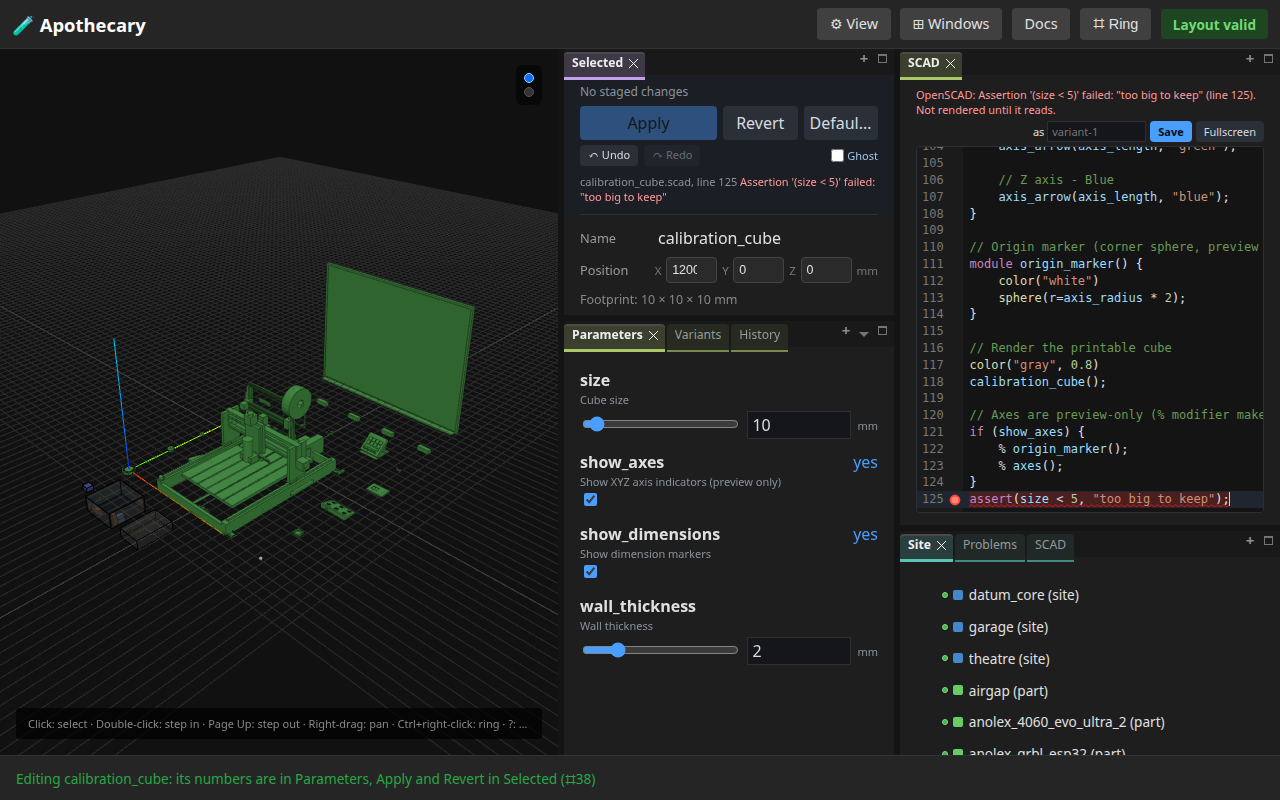 🧪 Apothecary
⚙ View
⊞ Windows
Docs
⌗ Ring
Layout valid
Click: select · Double-click: step in · Page Up: step out · Right-drag: pan · Ctrl+right-click: ring · ?: ...
Selected
No staged changes
Apply
Revert
Defaul...
↶ Undo
↷ Redo
Ghost
calibration_cube.scad, line 125 Assertion '(size < 5)' failed:
"too big to keep"
Name calibration_cube
Position X 1200 Y 0 Z 0 mm
Footprint: 10 × 10 × 10 mm
Parameters
Variants
History
size
Cube size
10 mm
show_axes yes
Show XYZ axis indicators (preview only)
show_dimensions yes
Show dimension markers
wall_thickness
Wall thickness
2 mm
SCAD
OpenSCAD: Assertion '(size < 5)' failed: "too big to keep" (line 125).
Not rendered until it reads.
as variant-1 Save Fullscreen
104 axis_arrow(axis_length, "green");
105
106 // Z axis - Blue
107 axis_arrow(axis_length, "blue");
108 }
109
110 // Origin marker (corner sphere, preview
111 module origin_marker() {
112 color("white")
113 sphere(r=axis_radius * 2);
114 }
115
116 // Render the printable cube
117 color("gray", 0.8)
118 calibration_cube();
119
120 // Axes are preview-only (% modifier make
121 if (show_axes) {
122 % origin_marker();
123 % axes();
124 }
125 assert(size < 5, "too big to keep");
Site
Problems
SCAD
datum_core (site)
garage (site)
theatre (site)
airgap (part)
anolex_4060_evo_ultra_2 (part)
anolex_grbl_esp32 (part)
Editing calibration_cube: its numbers are in Parameters, Apply and Revert in Selected (⌗38)